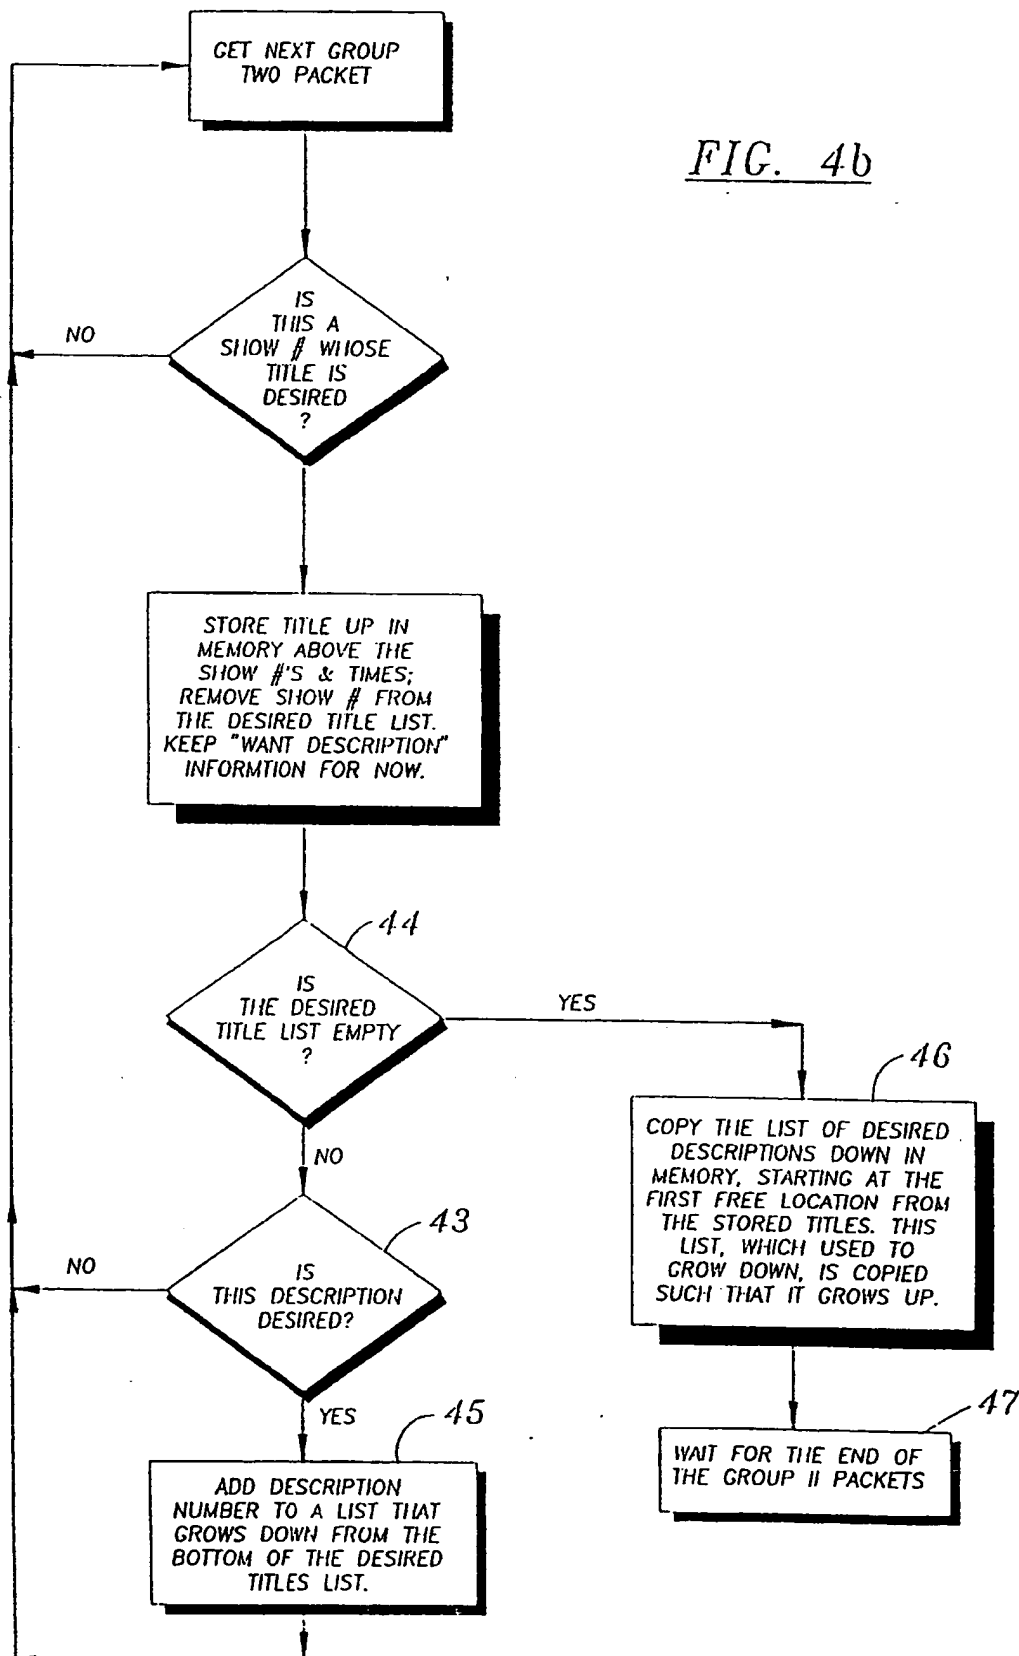 GET NEXT GROUP
TWO PACKET
FIG. 4b
IS
THIS A
SHOW # WHOSE
TITLE IS
DESIRED
?
NO
STORE TITLE UP IN
MEMORY ABOVE THE
SHOW #'S & TIMES;
REMOVE SHOW # FROM
THE DESIRED TITLE LIST.
KEEP "WANT DESCRIPTION"
INFORMTION FOR NOW.
44
IS
THE DESIRED
TITLE LIST EMPTY
?
YES
NO
46
COPY THE LIST OF DESIRED
DESCRIPTIONS DOWN IN
MEMORY, STARTING AT THE
FIRST FREE LOCATION FROM
THE STORED TITLES. THIS
LIST, WHICH USED TO
GROW DOWN, IS COPIED
SUCH THAT IT GROWS UP.
43
IS
THIS DESCRIPTION
DESIRED?
NO
YES
45
ADD DESCRIPTION
NUMBER TO A LIST THAT
GROWS DOWN FROM THE
BOTTOM OF THE DESIRED
TITLES LIST.
47
WAIT FOR THE END OF
THE GROUP II PACKETS